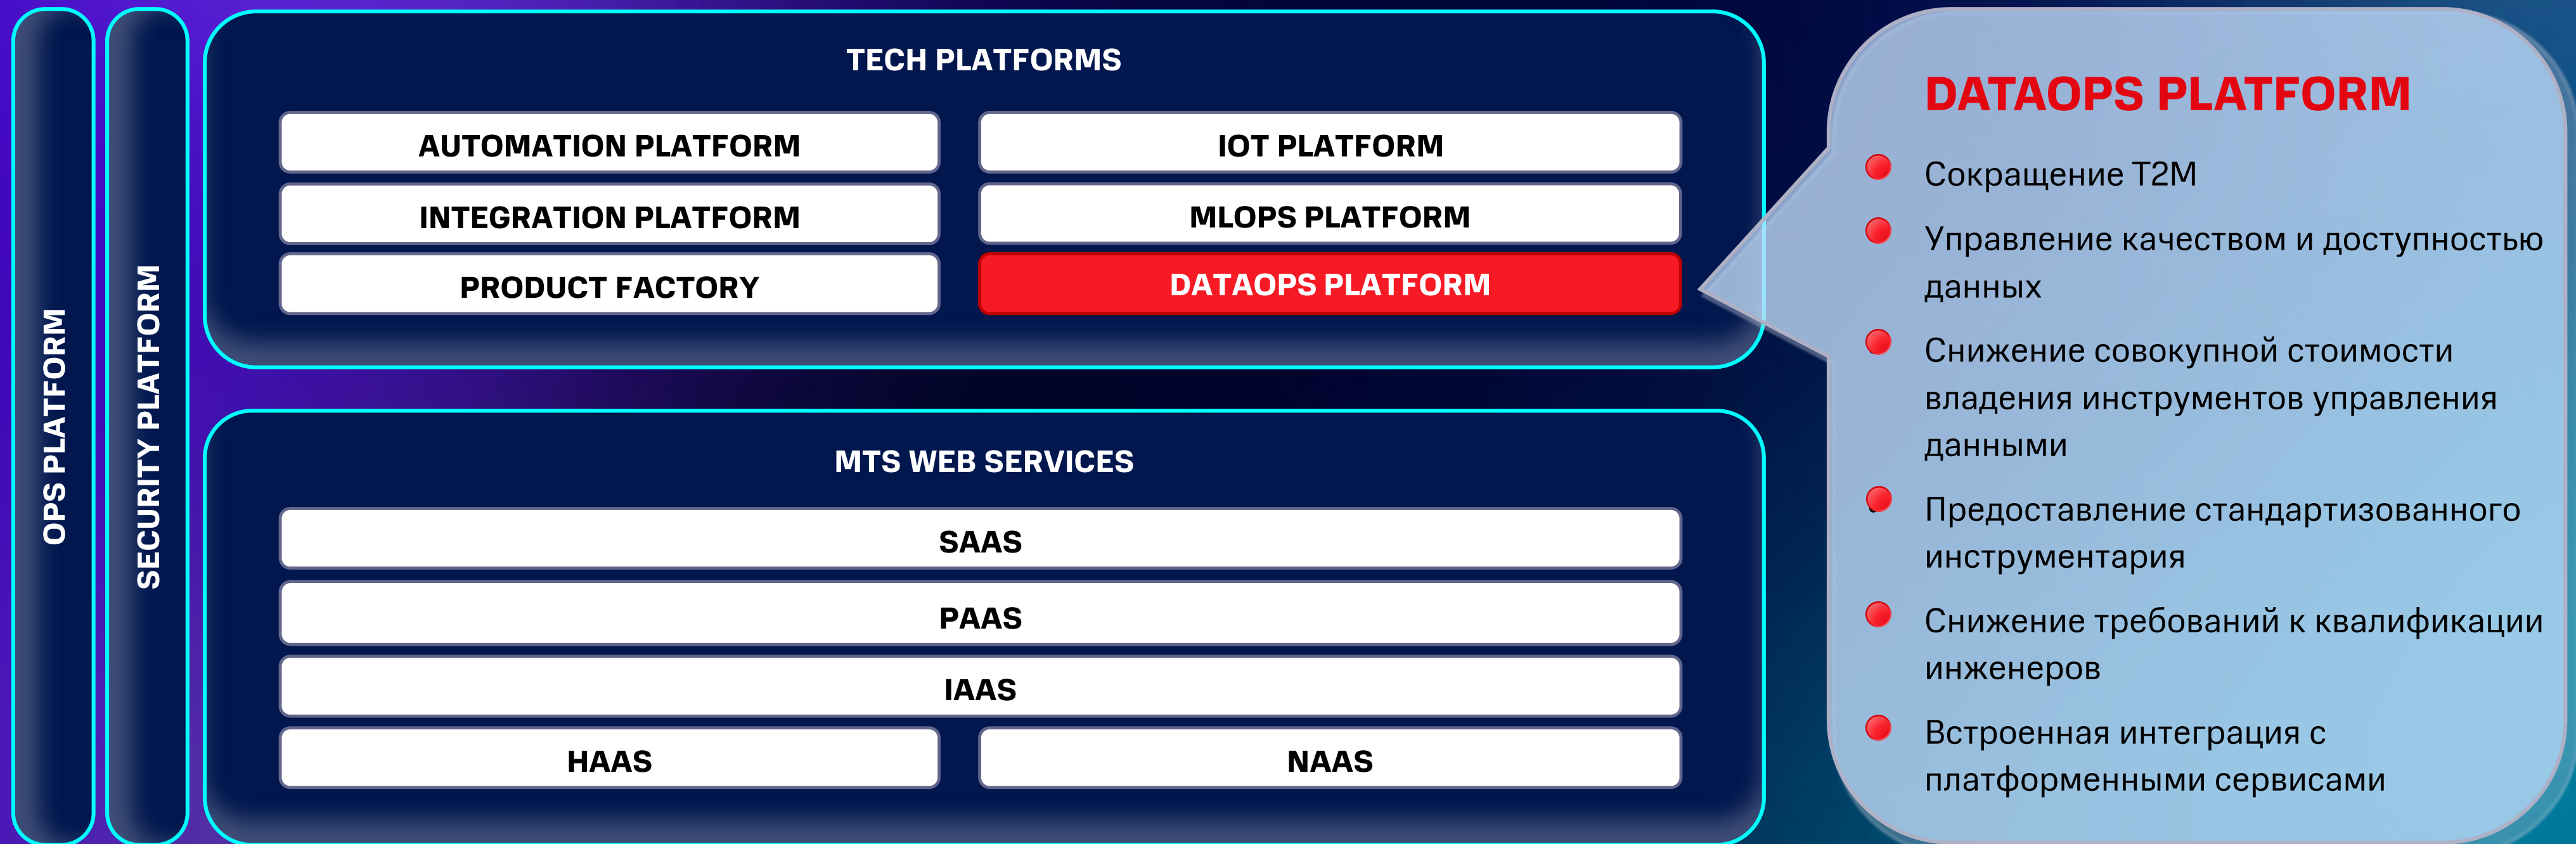 OPS PLATFORM
SECURITY PLATFORM
TECH PLATFORMS
AUTOMATION PLATFORM
IOT PLATFORM
INTEGRATION PLATFORM
MLOPS PLATFORM
PRODUCT FACTORY
DATAOPS PLATFORM
MTS WEB SERVICES
SAAS
PAAS
IAAS
HAAS
NAAS
DATAOPS PLATFORM
Сокращение T2M
Управление качеством и доступностью
данных
Снижение совокупной стоимости
владения инструментов управления
данными
Предоставление стандартизованного
инструментария
Снижение требований к квалификации
инженеров
Встроенная интеграция с
платформенными сервисами